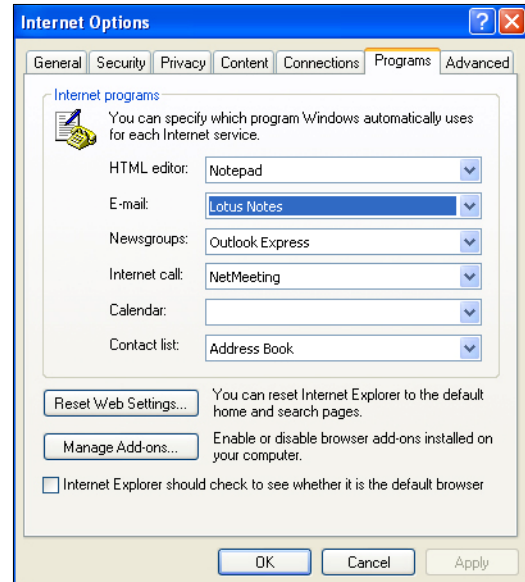 Internet Options
General Security Privacy Content Connections Programs Advanced
Internet programs
You can specify which program Windows automatically uses
for each Internet service.
HTML editor: Notepad
E-mail: Lotus Notes
Newsgroups: Outlook Express
Internet call: NetMeeting
Calendar:
Contact list: Address Book
Reset Web Settings... You can reset Internet Explorer to the default
home and search pages.
Manage Add-ons... Enable or disable browser add-ons installed on
your computer.
Internet Explorer should check to see whether it is the default browser
OK Cancel Apply